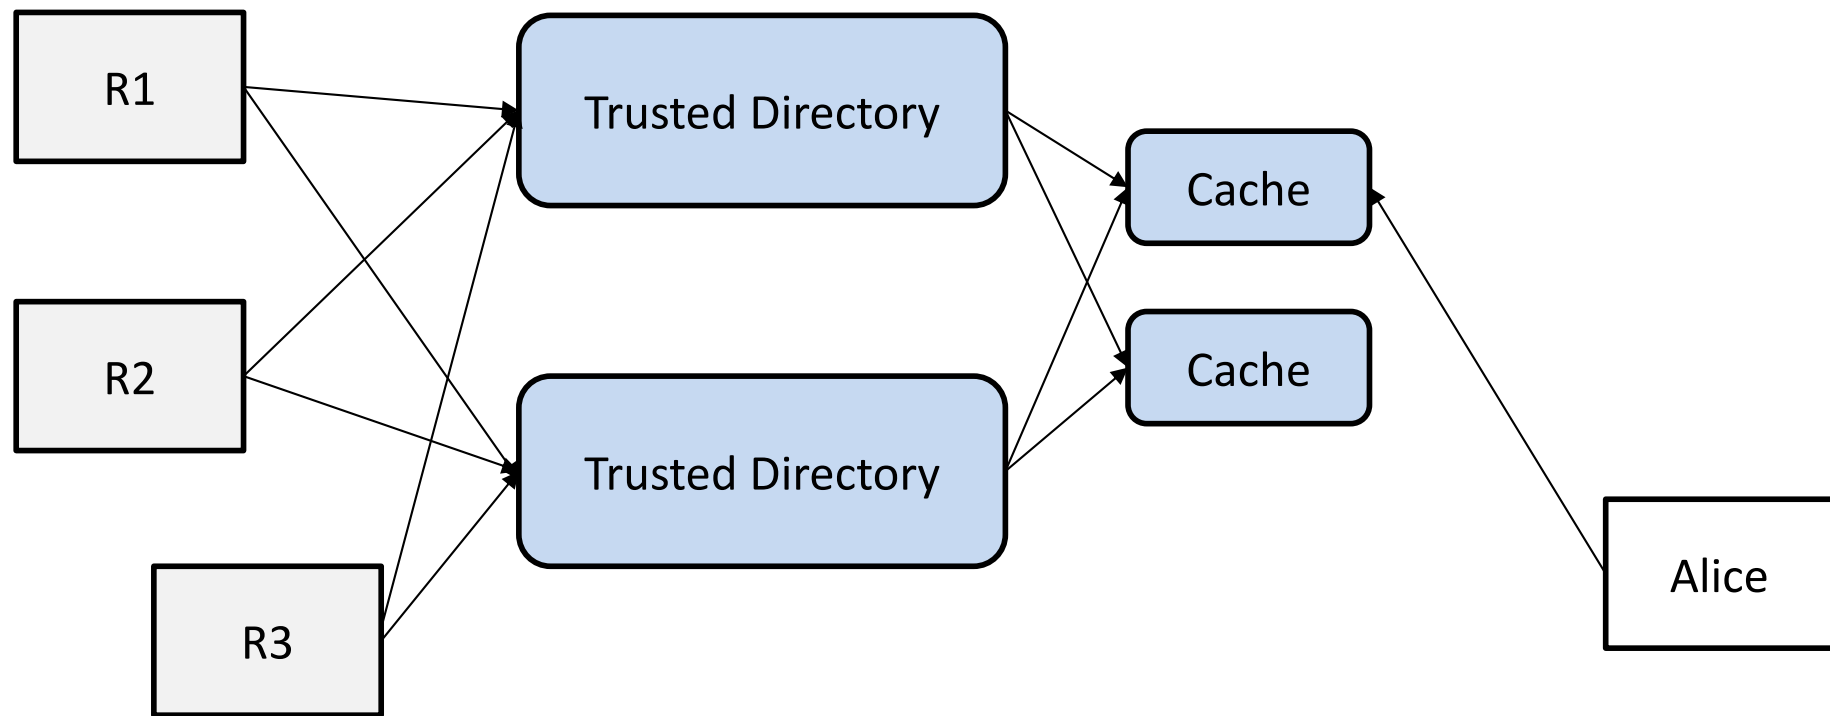 R1
Trusted Directory
Cache
R2
Cache
Trusted Directory
Alice
R3